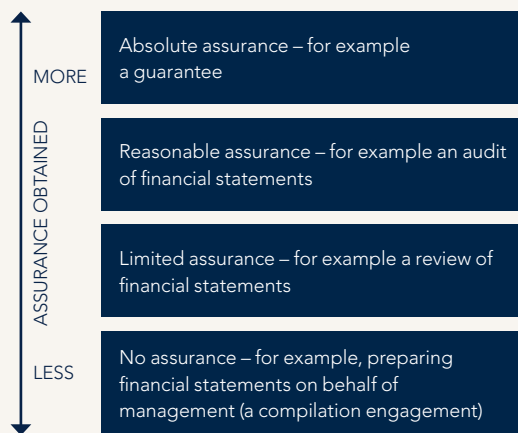 MORE
ASSURANCE OBTAINED
LESS
Absolute assurance – for example
a guarantee
Reasonable assurance – for example an audit
of financial statements
Limited assurance – for example a review of
financial statements
No assurance – for example, preparing
financial statements on behalf of
management (a compilation engagement)